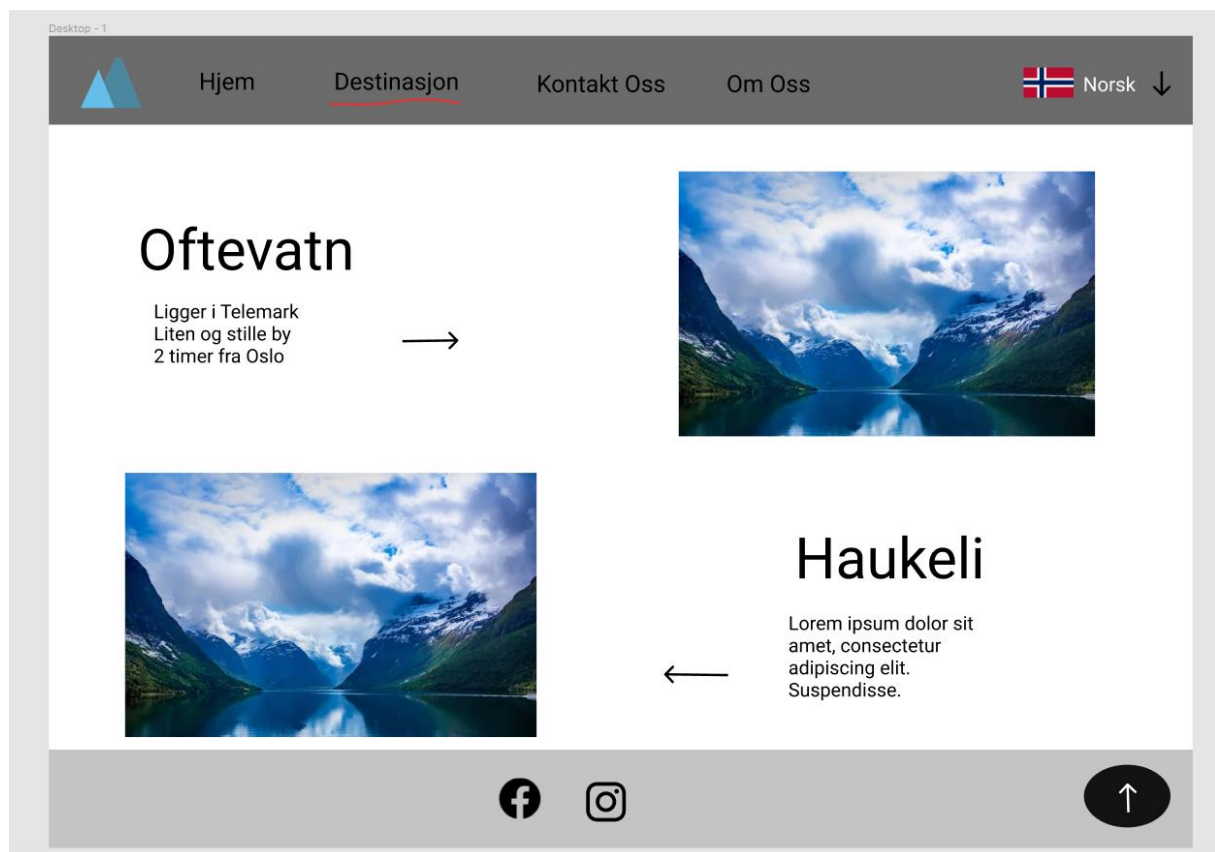 Desktop - 1
Hjem Destinasjon Kontakt Oss Om Oss Norsk
Oftevatn
Ligger i Telemark
Liten og stille by
2 timer fra Oslo
Haukeli
Lorem ipsum dolor sit
amet, consectetur
adipiscing elit.
Suspendisse.